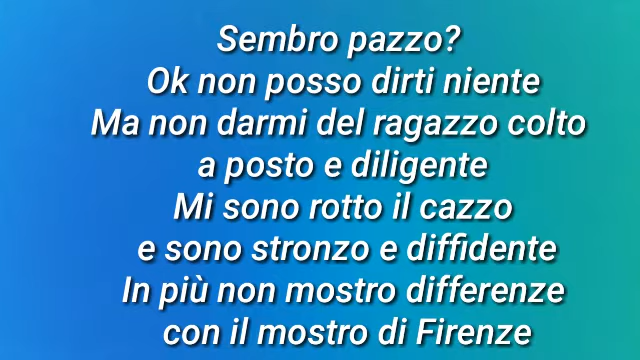 Sembro pazzo?
Ok non posso dirti niente
Ma non darmi del ragazzo colto
a posto e diligente
Mi sono rotto il cazzo
e sono stronzo e diffidente
In più non mostro differenze
con il mostro di Firenze